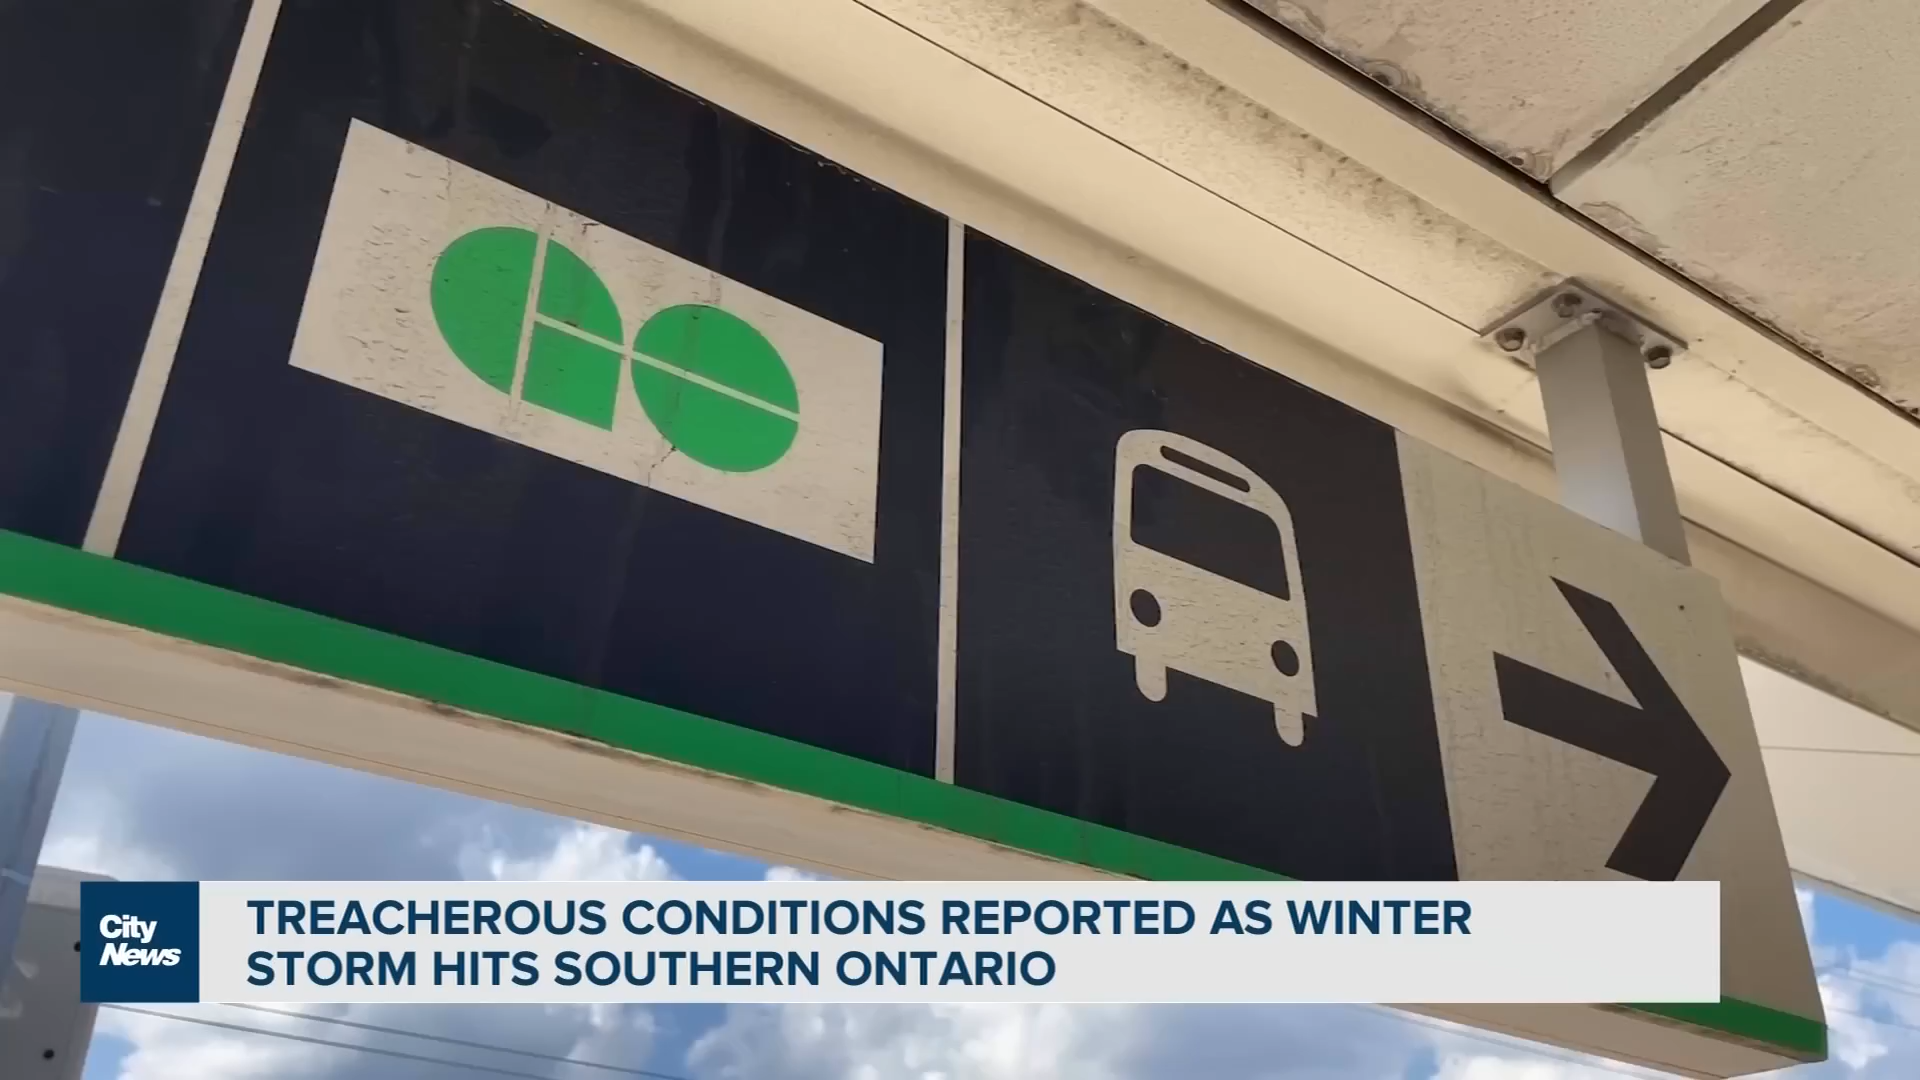 GO
City
News
TREACHEROUS CONDITIONS REPORTED AS WINTER
STORM HITS SOUTHERN ONTARIO